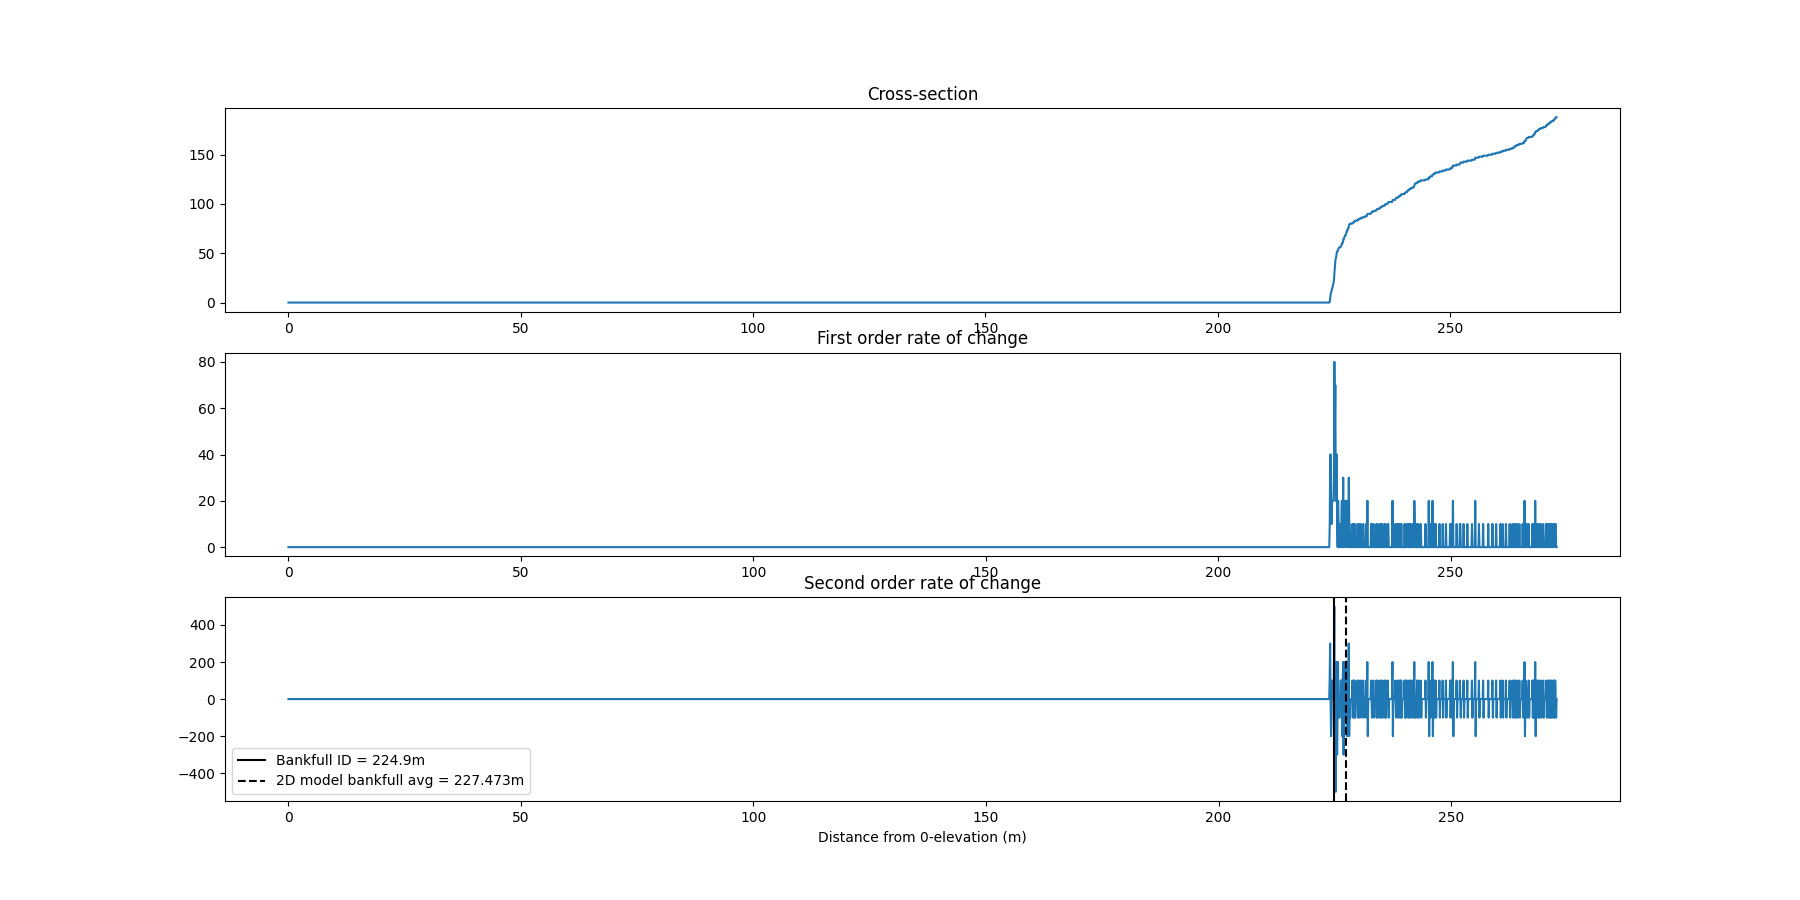 Cross-section
150
100
50
0
0 50 100 150 200 250
First order rate of change
80
60
40
20
0
0 50 100 150 200 250
Second order rate of change
400
200
0
−200
−400
Bankfull ID = 224.9m
2D model bankfull avg = 227.473m
0 50 100 150 200 250
Distance from 0-elevation (m)